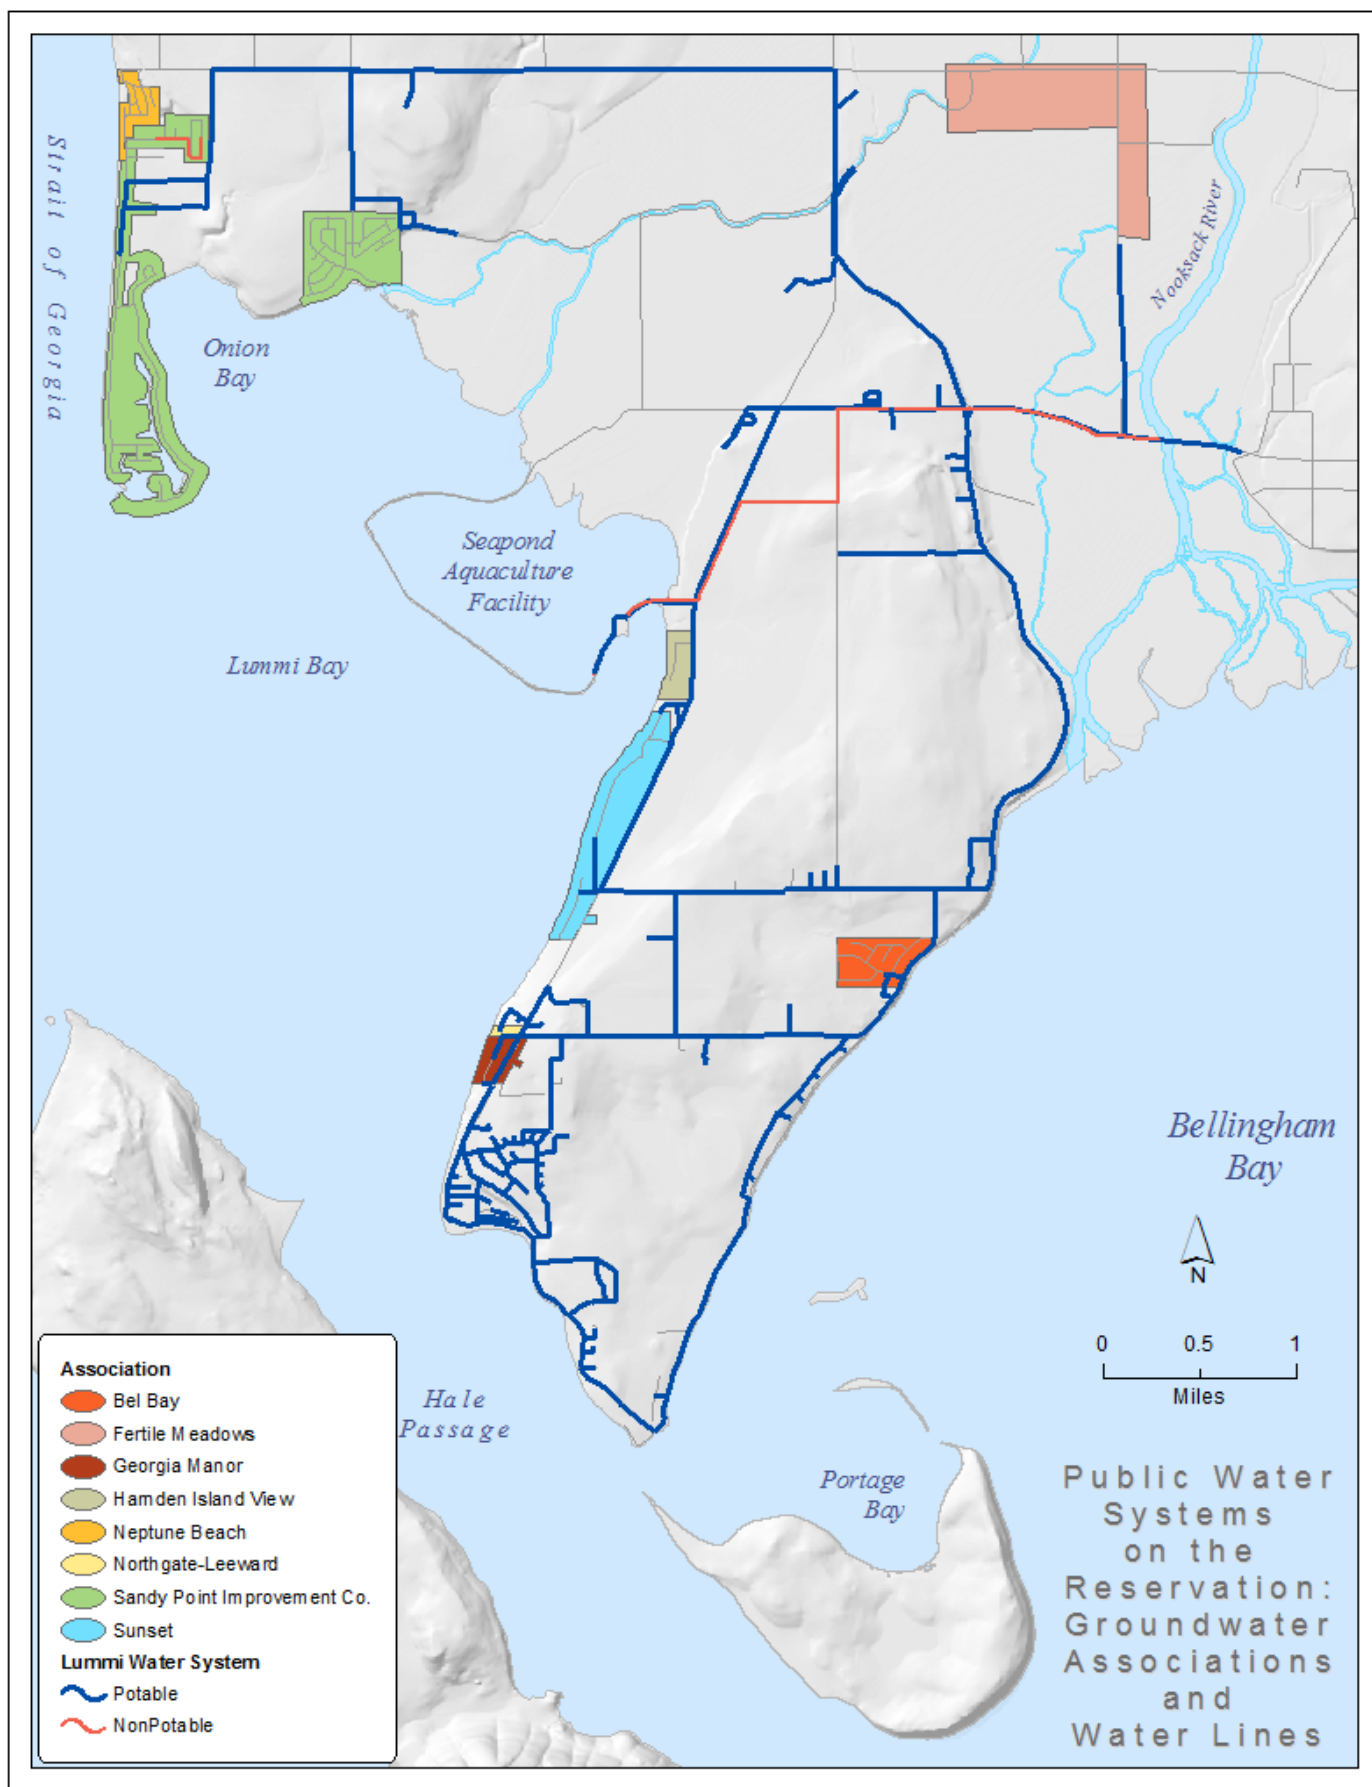 Strait of Georgia
Nooksack River
Onion
Bay
Seapond
Aquaculture
Facility
Lummi Bay
Bellingham
Bay
N
0 0.5 1
Miles
Hale
Passage
Portage
Bay
Association
Bel Bay
Fertile Meadows
Georgia Manor
Hamden Island View
Neptune Beach
Northgate-Leeward
Sandy Point Improvement Co.
Sunset
Lummi Water System
Potable
NonPotable
Public Water
Systems
on the
Reservation:
Groundwater
Associations
and
Water Lines